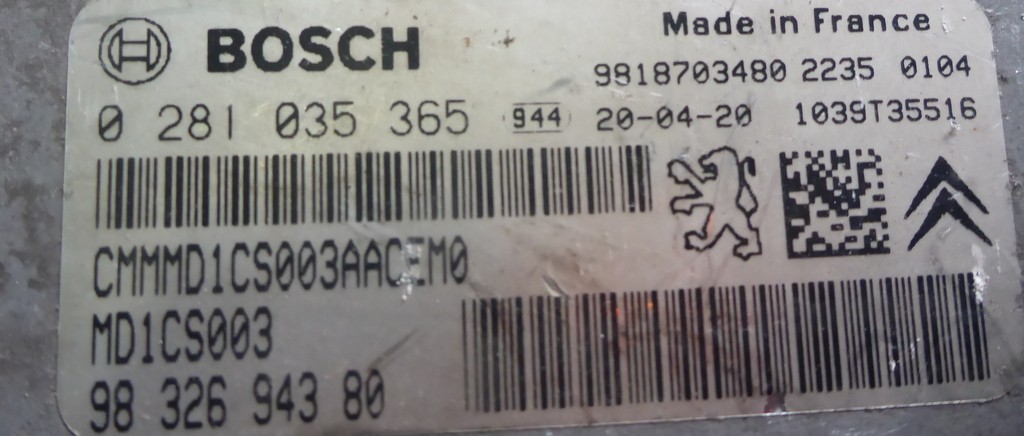 BOSCH
Made in France
9818703480 2235 0104
0 281 035 365 944 20-04-20 1039T35516
MD1CS003
98 326 943 80